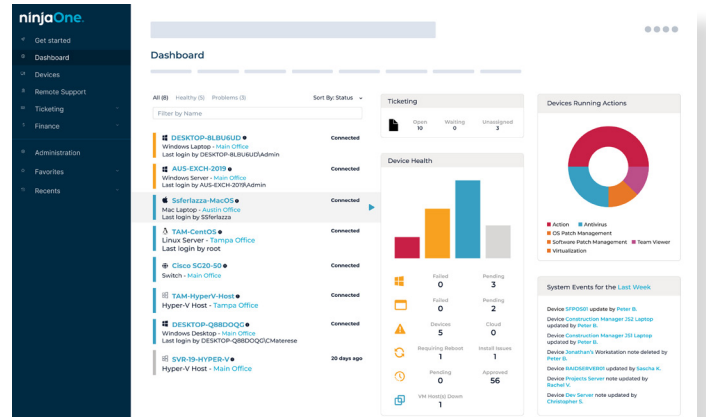 ninjaOne.
Get started
Dashboard
Devices
Remote Support
Ticketing
Finance
Administration
Favorites
Recents
Dashboard
All (8) Healthy (5) Problems (3) Sort By: Status
Filter by Name
DESKTOP-8LBU6UD Connected
Windows Laptop - Main Office
Last login by DESKTOP-8LBU6UD\Admin
AUS-EXCH-2019 Connected
Windows Server - Main Office
Last login by AUS-EXCH-2019\Admin
Ssferlazza-MacOS Connected
Mac Laptop - Austin Office
Last login by SSferlazza
TAM-CentOS Connected
Linux Server - Tampa Office
Last login by root
Cisco SG20-50 Connected
Switch - Main Office
TAM-HyperV-Host Connected
Hyper-V Host - Tampa Office
DESKTOP-Q88DOQG Connected
Windows Desktop - Main Office
Last login by DESKTOP-Q88DOQG\CMaterese
SVR-19-HYPER-V 20 days ago
Hyper-V Host - Main Office
Ticketing
Open Waiting Unassigned
10 0 3
Device Health
Failed Pending
0 3
Failed Pending
0 2
Devices Cloud
5 0
Requiring Reboot Install Issues
1 1
Pending Approved
0 56
VM Host(s) Down
1
Devices Running Actions
Action Antivirus
OS Patch Management
Software Patch Management Team Viewer
Virtualization
System Events for the Last Week
Device SFPOS01 update by Peter B.
Device Construction Manager JS2 Laptop
updated by Peter B.
Device Construction Manager JS1 Laptop
updated by Peter B.
Device Jonathan's Workstation note deleted by
Peter B.
Device RAIDSERVER01 updated by Sascha K.
Device Projects Server note updated by
Rachel V.
Device Dev Server note updated by
Christopher S.